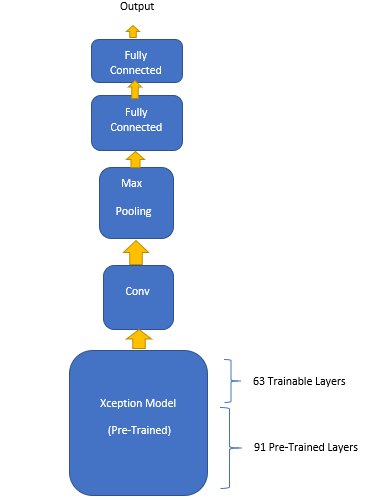 Output
Fully
Connected
Fully
Connected
Max
Pooling
Conv
Xception Model
(Pre-Trained)
63 Trainable Layers
91 Pre-Trained Layers